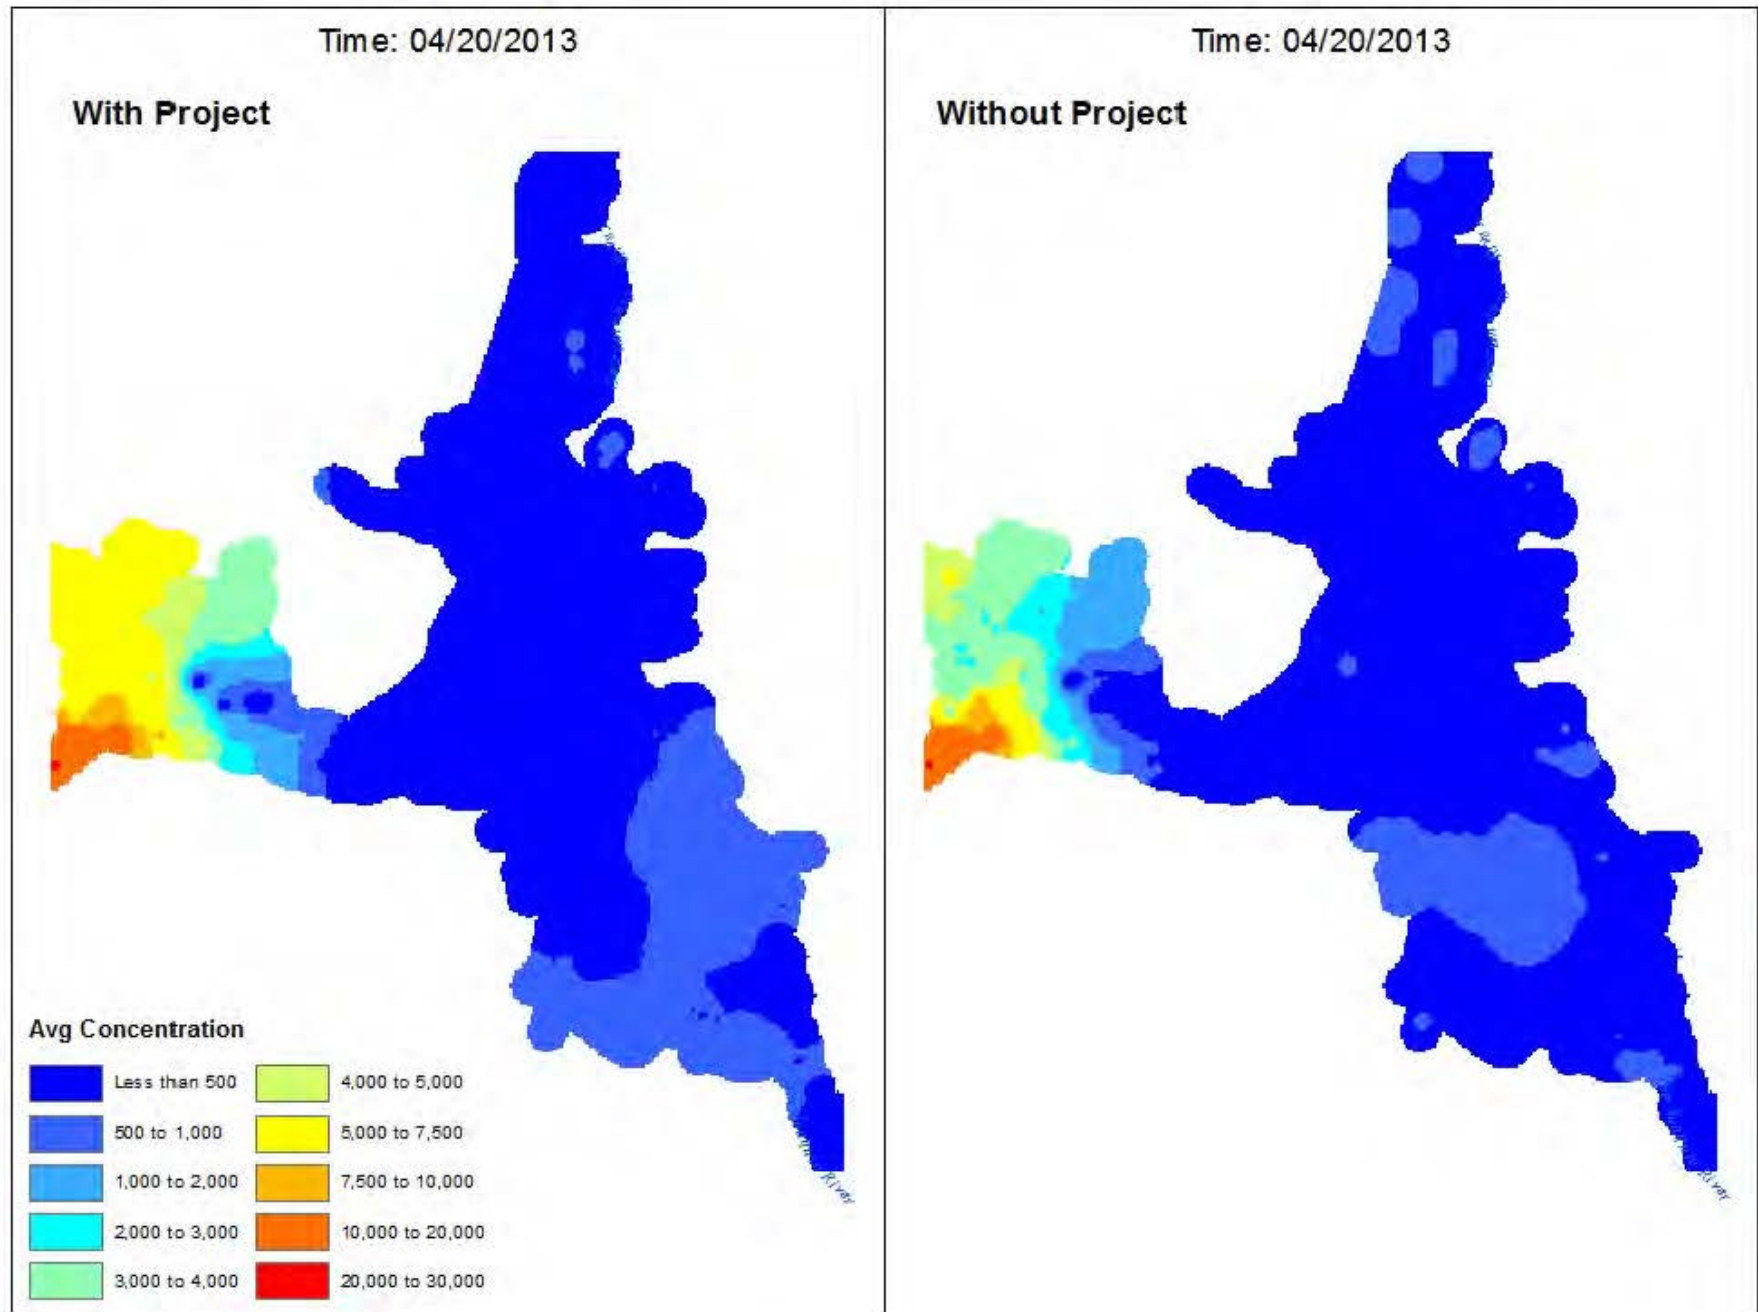 Time: 04/20/2013
With Project
Time: 04/20/2013
Without Project
Avg Concentration
Less than 500
500 to 1,000
1,000 to 2,000
2,000 to 3,000
3,000 to 4,000
4,000 to 5,000
5,000 to 7,500
7,500 to 10,000
10,000 to 20,000
20,000 to 30,000
River
River